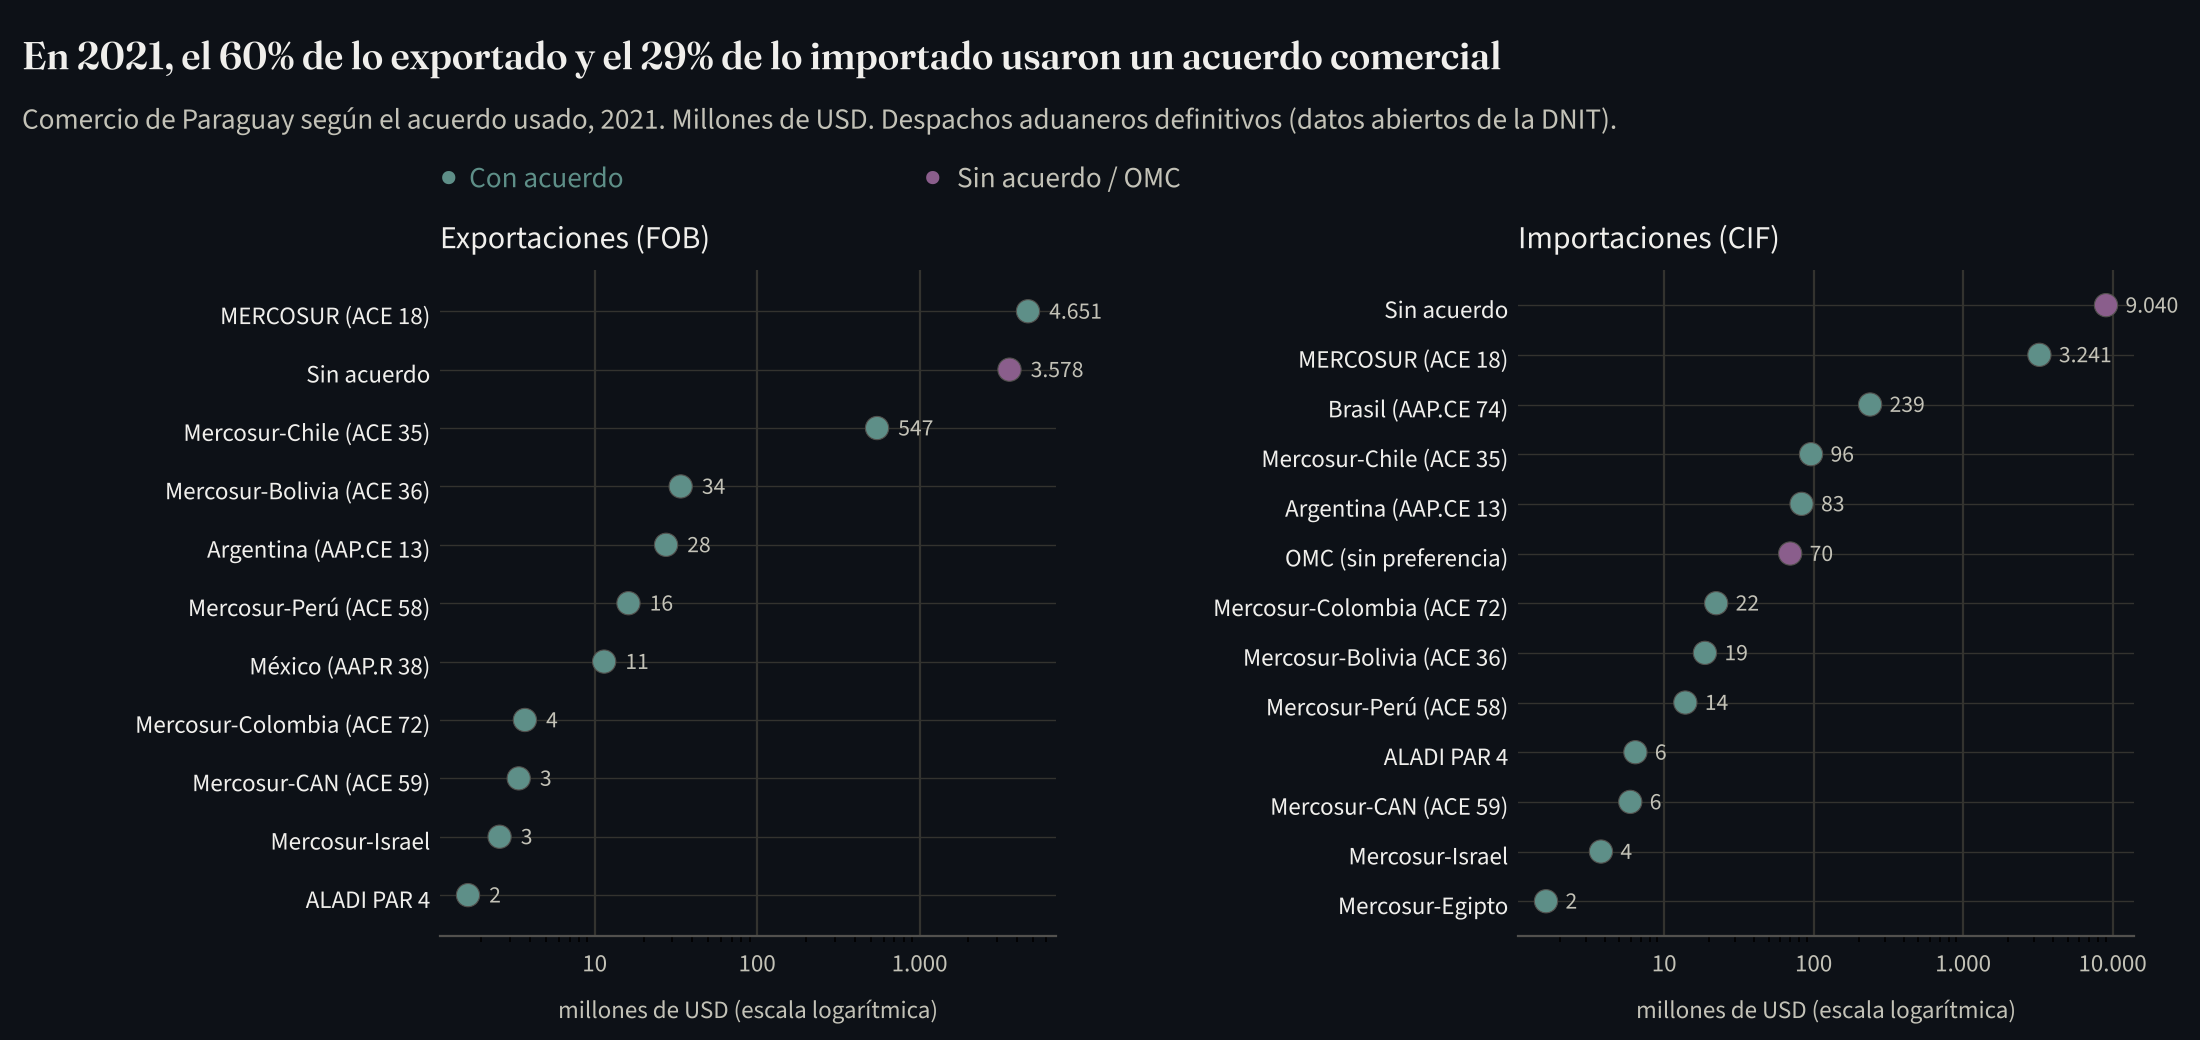 En 2021, el 60% de lo exportado y el 29% de lo importado usaron un acuerdo comercial
Comercio de Paraguay según el acuerdo usado, 2021. Millones de USD. Despachos aduaneros definitivos (datos abiertos de la DNIT).
Con acuerdo
Sin acuerdo / OMC
Exportaciones (FOB)
MERCOSUR (ACE 18) 4.651
Sin acuerdo 3.578
Mercosur-Chile (ACE 35) 547
Mercosur-Bolivia (ACE 36) 34
Argentina (AAP.CE 13) 28
Mercosur-Perú (ACE 58) 16
México (AAP.R 38) 11
Mercosur-Colombia (ACE 72) 4
Mercosur-CAN (ACE 59) 3
Mercosur-Israel 3
ALADI PAR 4 2
10 100 1.000
millones de USD (escala logarítmica)
Importaciones (CIF)
Sin acuerdo 9.040
MERCOSUR (ACE 18) 3.241
Brasil (AAP.CE 74) 239
Mercosur-Chile (ACE 35) 96
Argentina (AAP.CE 13) 83
OMC (sin preferencia) 70
Mercosur-Colombia (ACE 72) 22
Mercosur-Bolivia (ACE 36) 19
Mercosur-Perú (ACE 58) 14
ALADI PAR 4 6
Mercosur-CAN (ACE 59) 6
Mercosur-Israel 4
Mercosur-Egipto 2
10 100 1.000 10.000
millones de USD (escala logarítmica)